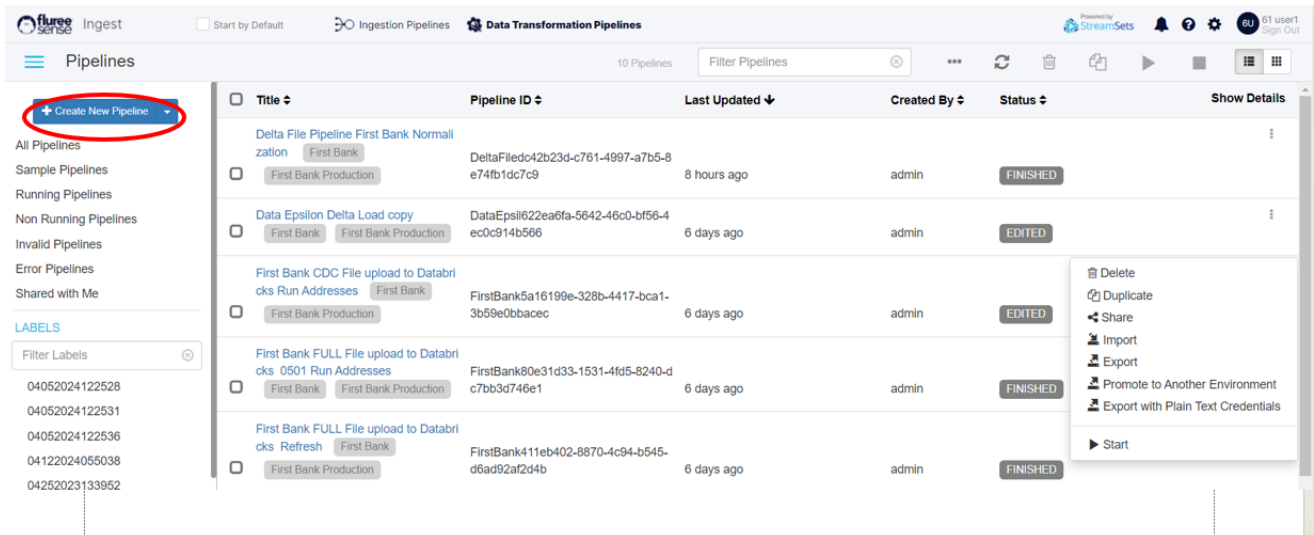 fluree sense Ingest
Start by Default
Ingestion Pipelines
Data Transformation Pipelines
Powered by StreamSets
6U
61 user1
Sign Out
Pipelines
10 Pipelines
Filter Pipelines
Create New Pipeline
All Pipelines
Sample Pipelines
Running Pipelines
Non Running Pipelines
Invalid Pipelines
Error Pipelines
Shared with Me
LABELS
Filter Labels
04052024122528
04052024122531
04052024122536
04122024055038
04252023133952
Title
Pipeline ID
Last Updated
Created By
Status
Show Details
Delta File Pipeline First Bank Normali
zation First Bank
First Bank Production
DeltaFiledc42b23d-c761-4997-a7b5-8
e74fb1dc7c9
8 hours ago
admin
FINISHED
Data Epsilon Delta Load copy
First Bank First Bank Production
DataEpsil622ea6fa-5642-46c0-bf56-4
ec0c914b566
6 days ago
admin
EDITED
First Bank CDC File upload to Databri
cks Run Addresses First Bank
First Bank Production
FirstBank5a16199e-328b-4417-bca1-
3b59e0bbacec
6 days ago
admin
EDITED
First Bank FULL File upload to Databri
cks 0501 Run Addresses
First Bank First Bank Production
FirstBank80e31d33-1531-4fd5-8240-d
c7bb3d746e1
6 days ago
admin
FINISHED
First Bank FULL File upload to Databri
cks Refresh First Bank
First Bank Production
FirstBank411eb402-8870-4c94-b545-
d6ad92af2d4b
6 days ago
admin
FINISHED
Delete
Duplicate
Share
Import
Export
Promote to Another Environment
Export with Plain Text Credentials
Start